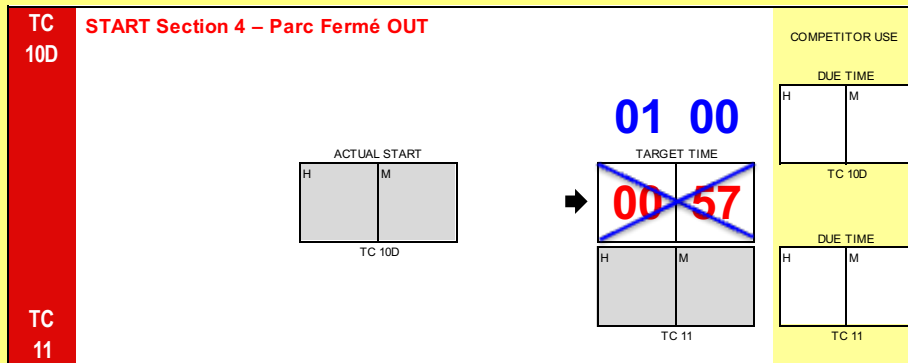 TC
10D
START Section 4 – Parc Fermé OUT
COMPETITOR USE
DUE TIME
H M
TC 10D
01 00
ACTUAL START
H M
TC 10D
TARGET TIME
00 57
H M
TC 11
DUE TIME
H M
TC 11
TC
11